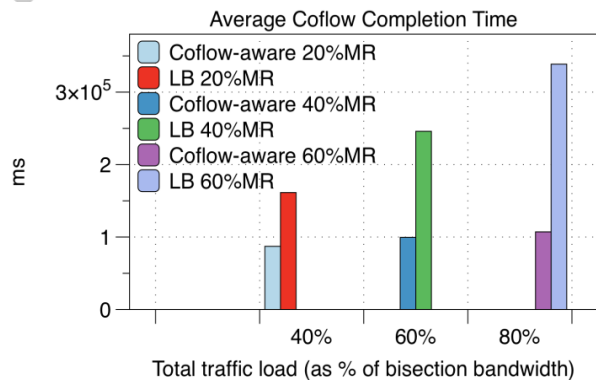 Average Coflow Completion Time
Coflow-aware 20%MR
LB 20%MR
Coflow-aware 40%MR
LB 40%MR
Coflow-aware 60%MR
LB 60%MR
3×10⁵
2
1
0
ms
40% 60% 80%
Total traffic load (as % of bisection bandwidth)